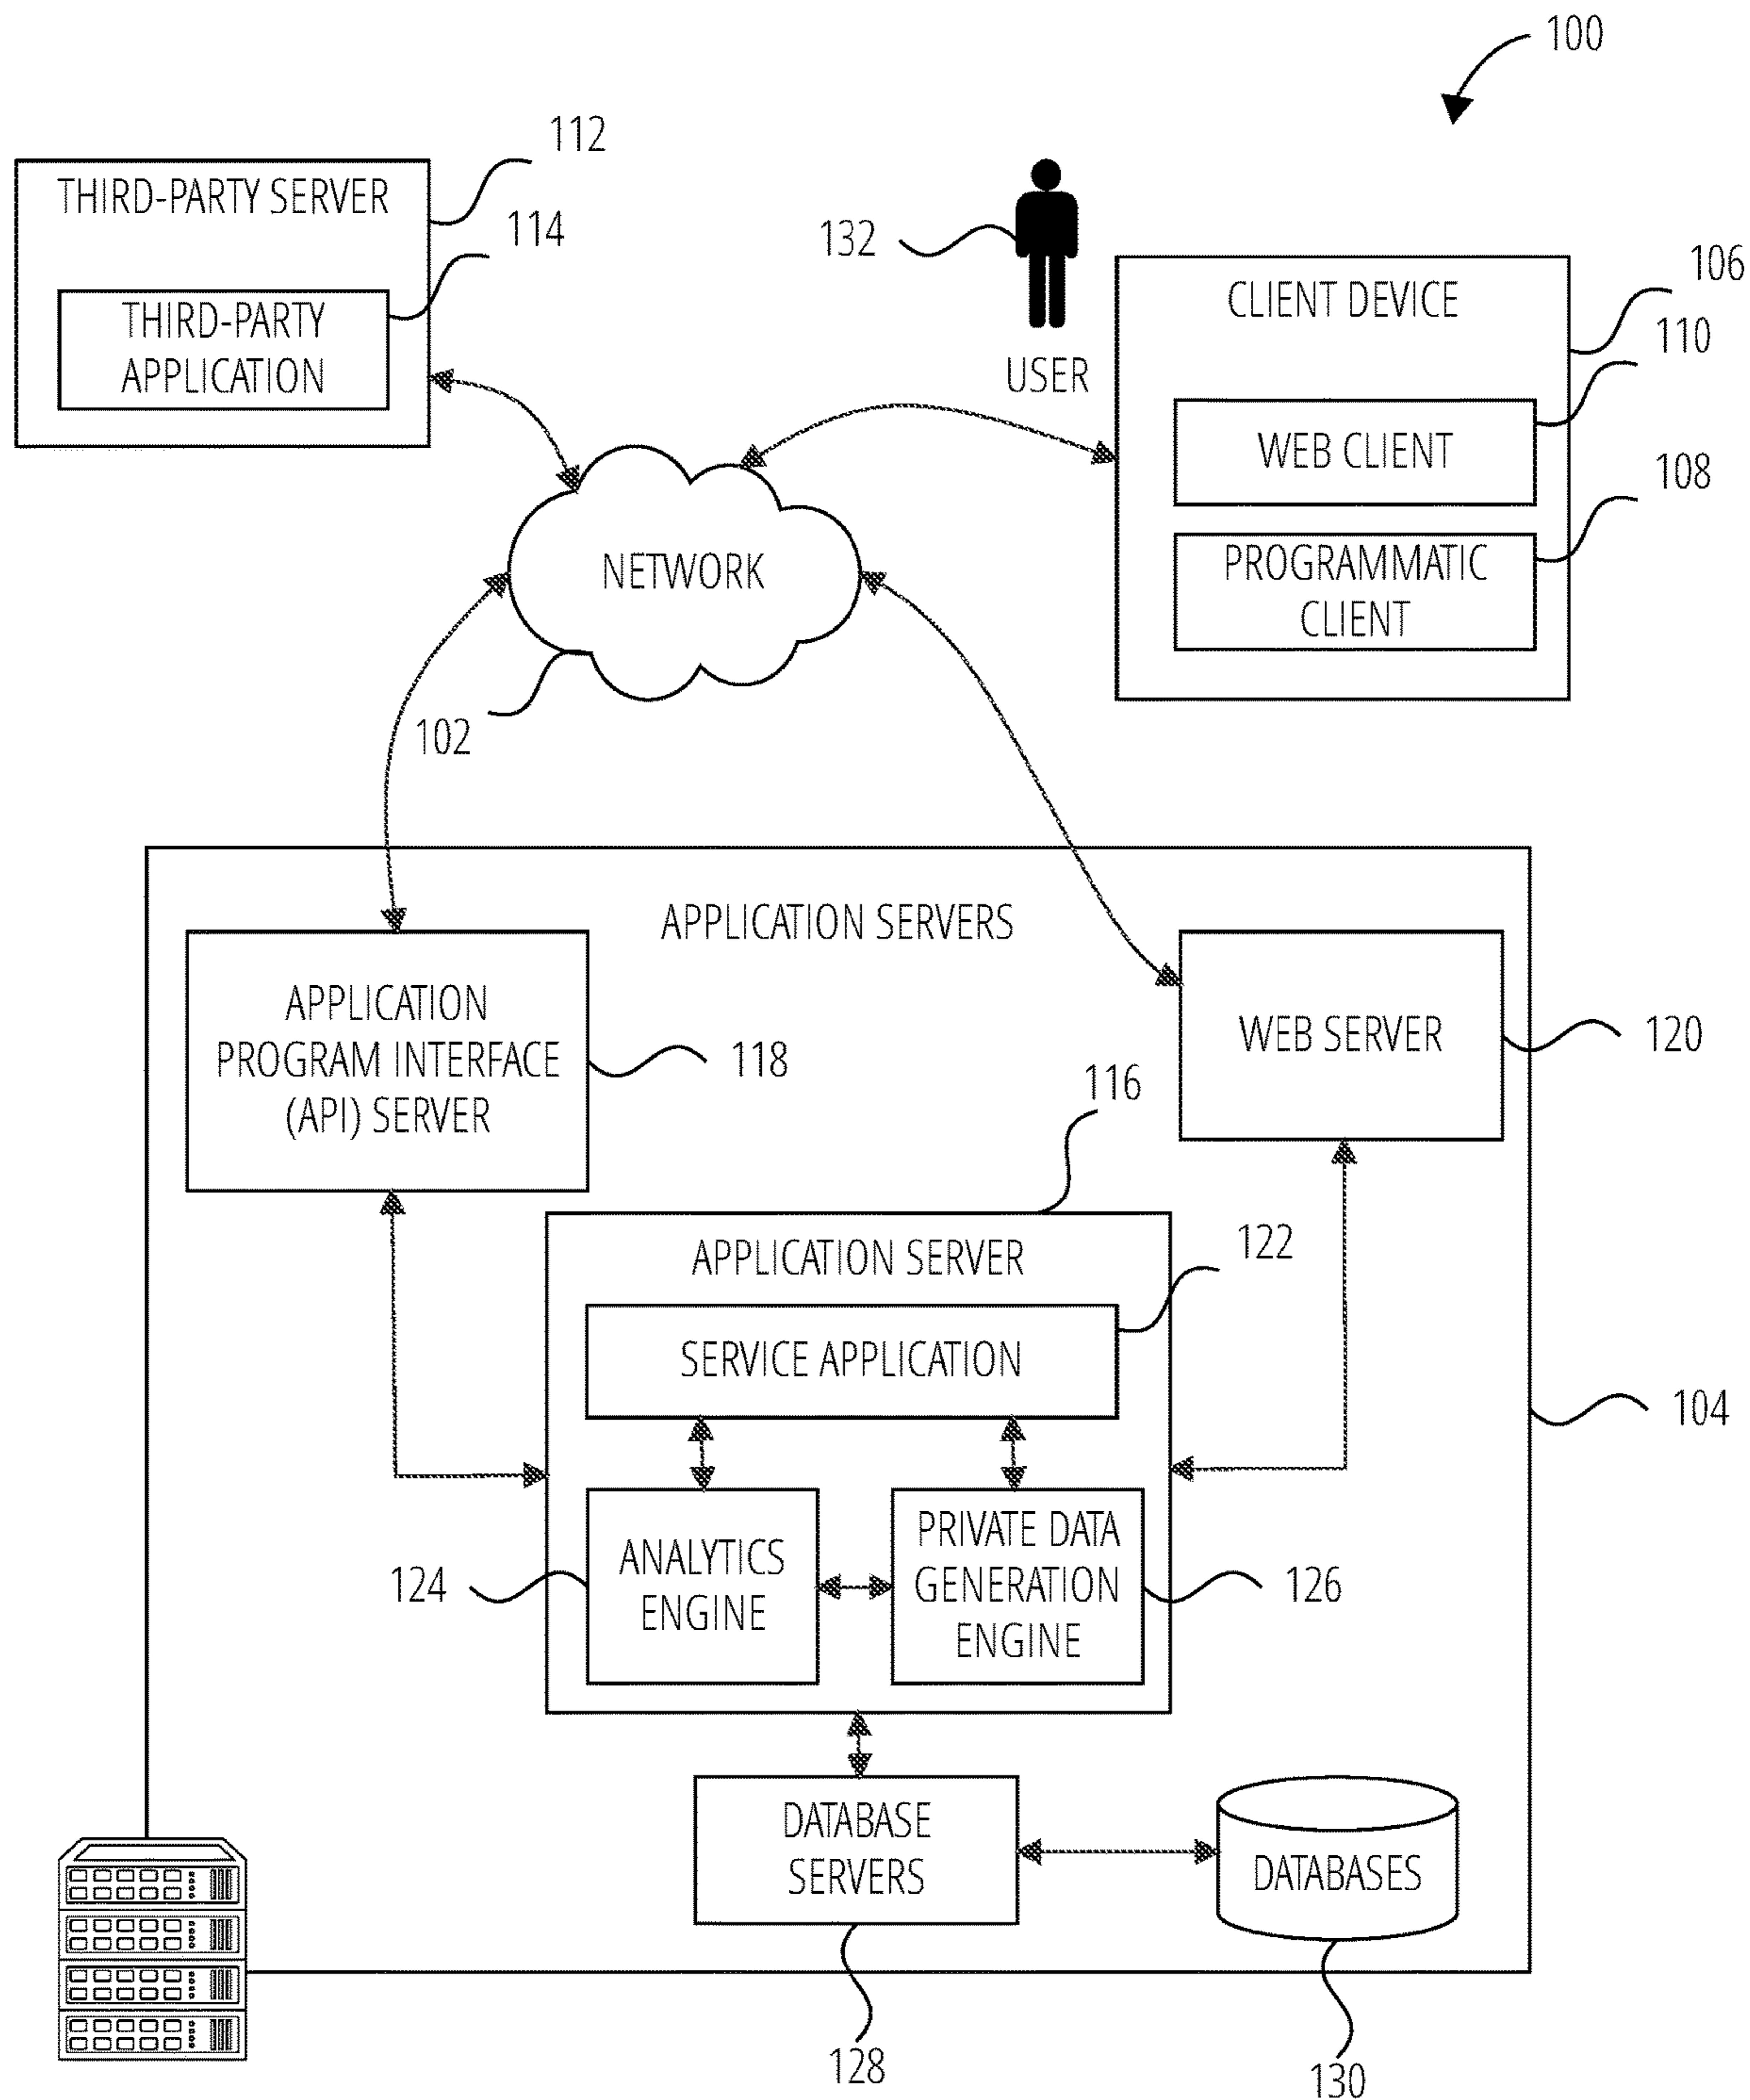 100
112
THIRD-PARTY SERVER
114
THIRD-PARTY
APPLICATION
132
USER
106
CLIENT DEVICE
110
WEB CLIENT
108
PROGRAMMATIC
CLIENT
NETWORK
102
APPLICATION SERVERS
APPLICATION
PROGRAM INTERFACE
(API) SERVER
118
WEB SERVER
120
116
APPLICATION SERVER
122
SERVICE APPLICATION
104
124
ANALYTICS
ENGINE
PRIVATE DATA
GENERATION
ENGINE
126
DATABASE
SERVERS
DATABASES
128
130